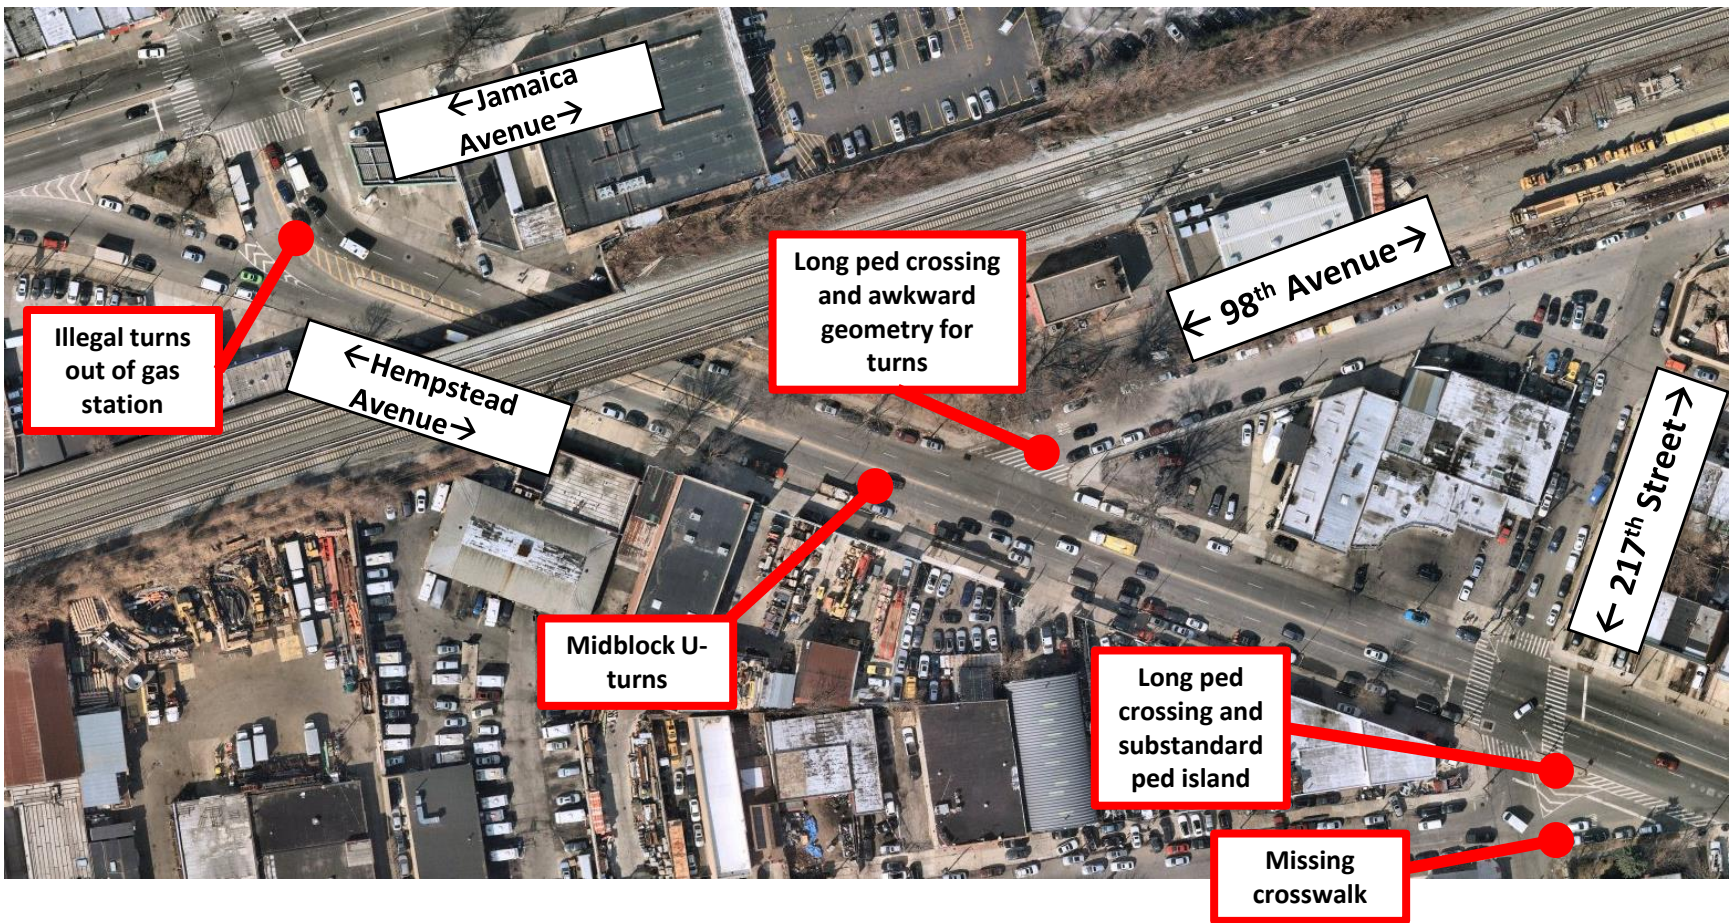 ←Jamaica
Avenue→
Long ped crossing
and awkward
geometry for
turns
← 98th Avenue→
Illegal turns
out of gas
station
←Hempstead
Avenue→
← 217th Street→
Midblock U-
turns
Long ped
crossing and
substandard
ped island
Missing
crosswalk